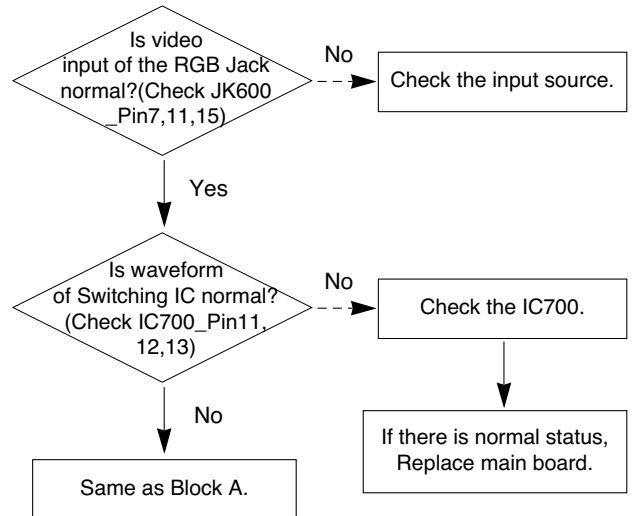 Is video
input of the RGB Jack
normal?(Check JK600
_Pin7,11,15)
No
Check the input source.
Yes
Is waveform
of Switching IC normal?
(Check IC700_Pin11,
12,13)
No
Check the IC700.
No
If there is normal status,
Replace main board.
Same as Block A.